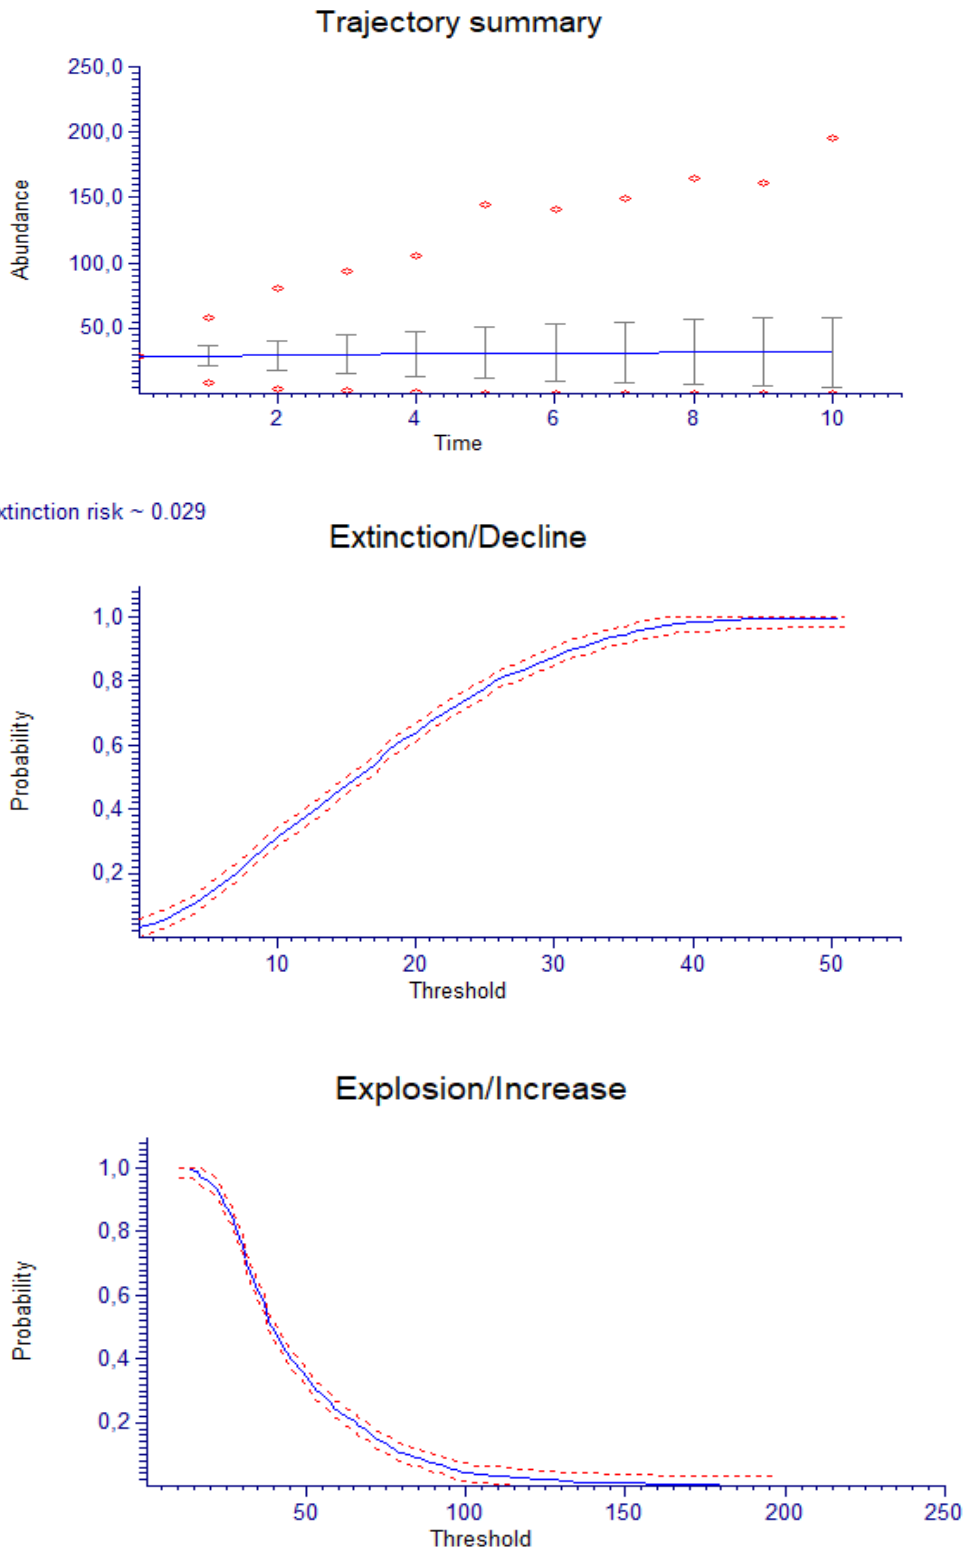 Trajectory summary
250,0
200,0
150,0
100,0
50,0
Abundance
2 4 6 8 10
Time
xtinction risk ~ 0.029
Extinction/Decline
1,0
0,8
0,6
0,4
0,2
Probability
10 20 30 40 50
Threshold
Explosion/Increase
1,0
0,8
0,6
0,4
0,2
Probability
50 100 150 200 250
Threshold